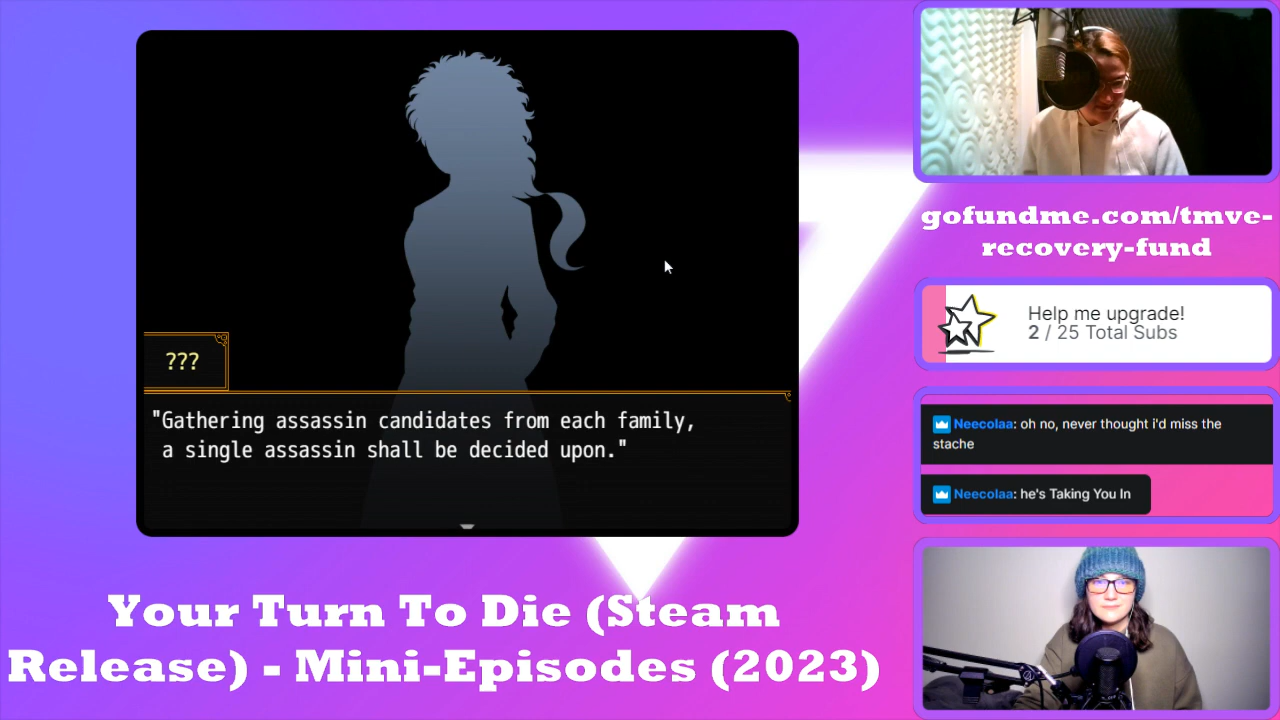 ???
"Gathering assassin candidates from each family,
a single assassin shall be decided upon."
Your Turn To Die (Steam
Release) - Mini-Episodes (2023)
gofundme.com/tmve-
recovery-fund
Help me upgrade!
2 / 25 Total Subs
Neecolaa: oh no, never thought i'd miss the
stache
Neecolaa: he's Taking You In